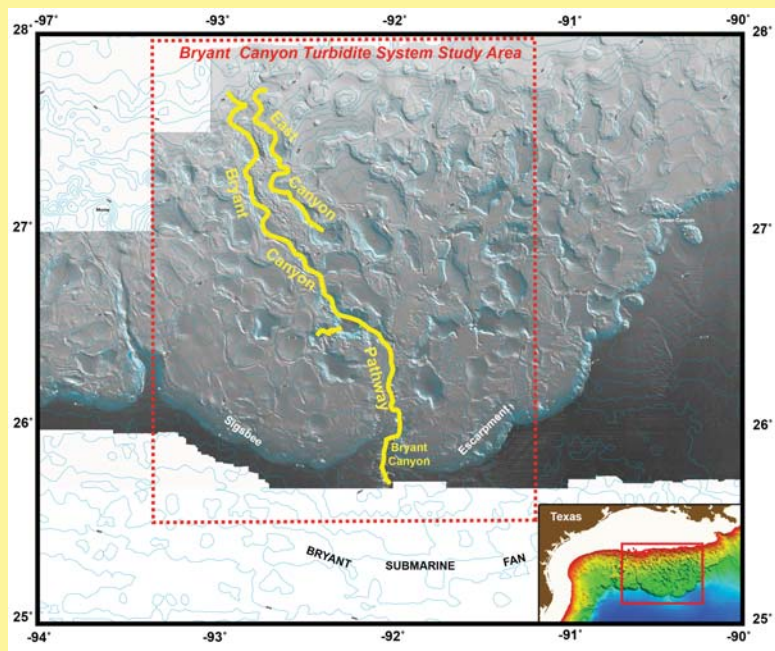 -97˚ -93˚ -92˚ -91˚ -90˚
28˚ 28˚
Bryant Canyon Turbidite System Study Area
East
Canyon
Bryant
Canyon
27˚ 27˚
Pathway
26˚ 26˚
Sigsbee
Escarpment
Bryant
Canyon
Texas
BRYANT SUBMARINE FAN
25˚ 25˚
-94˚ -93˚ -92˚ -91˚ -90˚